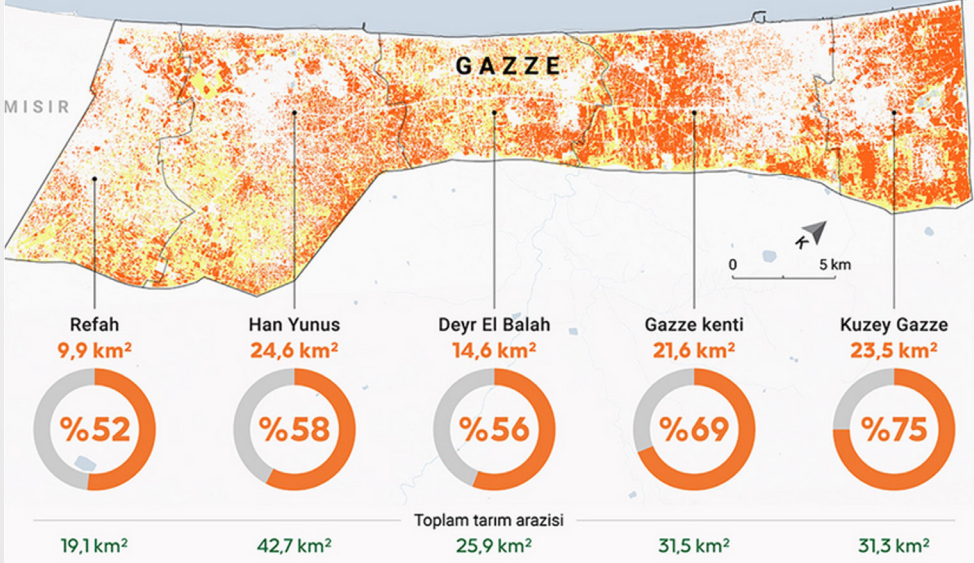 GAZZE
MISIR
K
0 5 km
Refah Han Yunus Deyr El Balah Gazze kenti Kuzey Gazze
9,9 km² 24,6 km² 14,6 km² 21,6 km² 23,5 km²
%52 %58 %56 %69 %75
Toplam tarım arazisi
19,1 km² 42,7 km² 25,9 km² 31,5 km² 31,3 km²